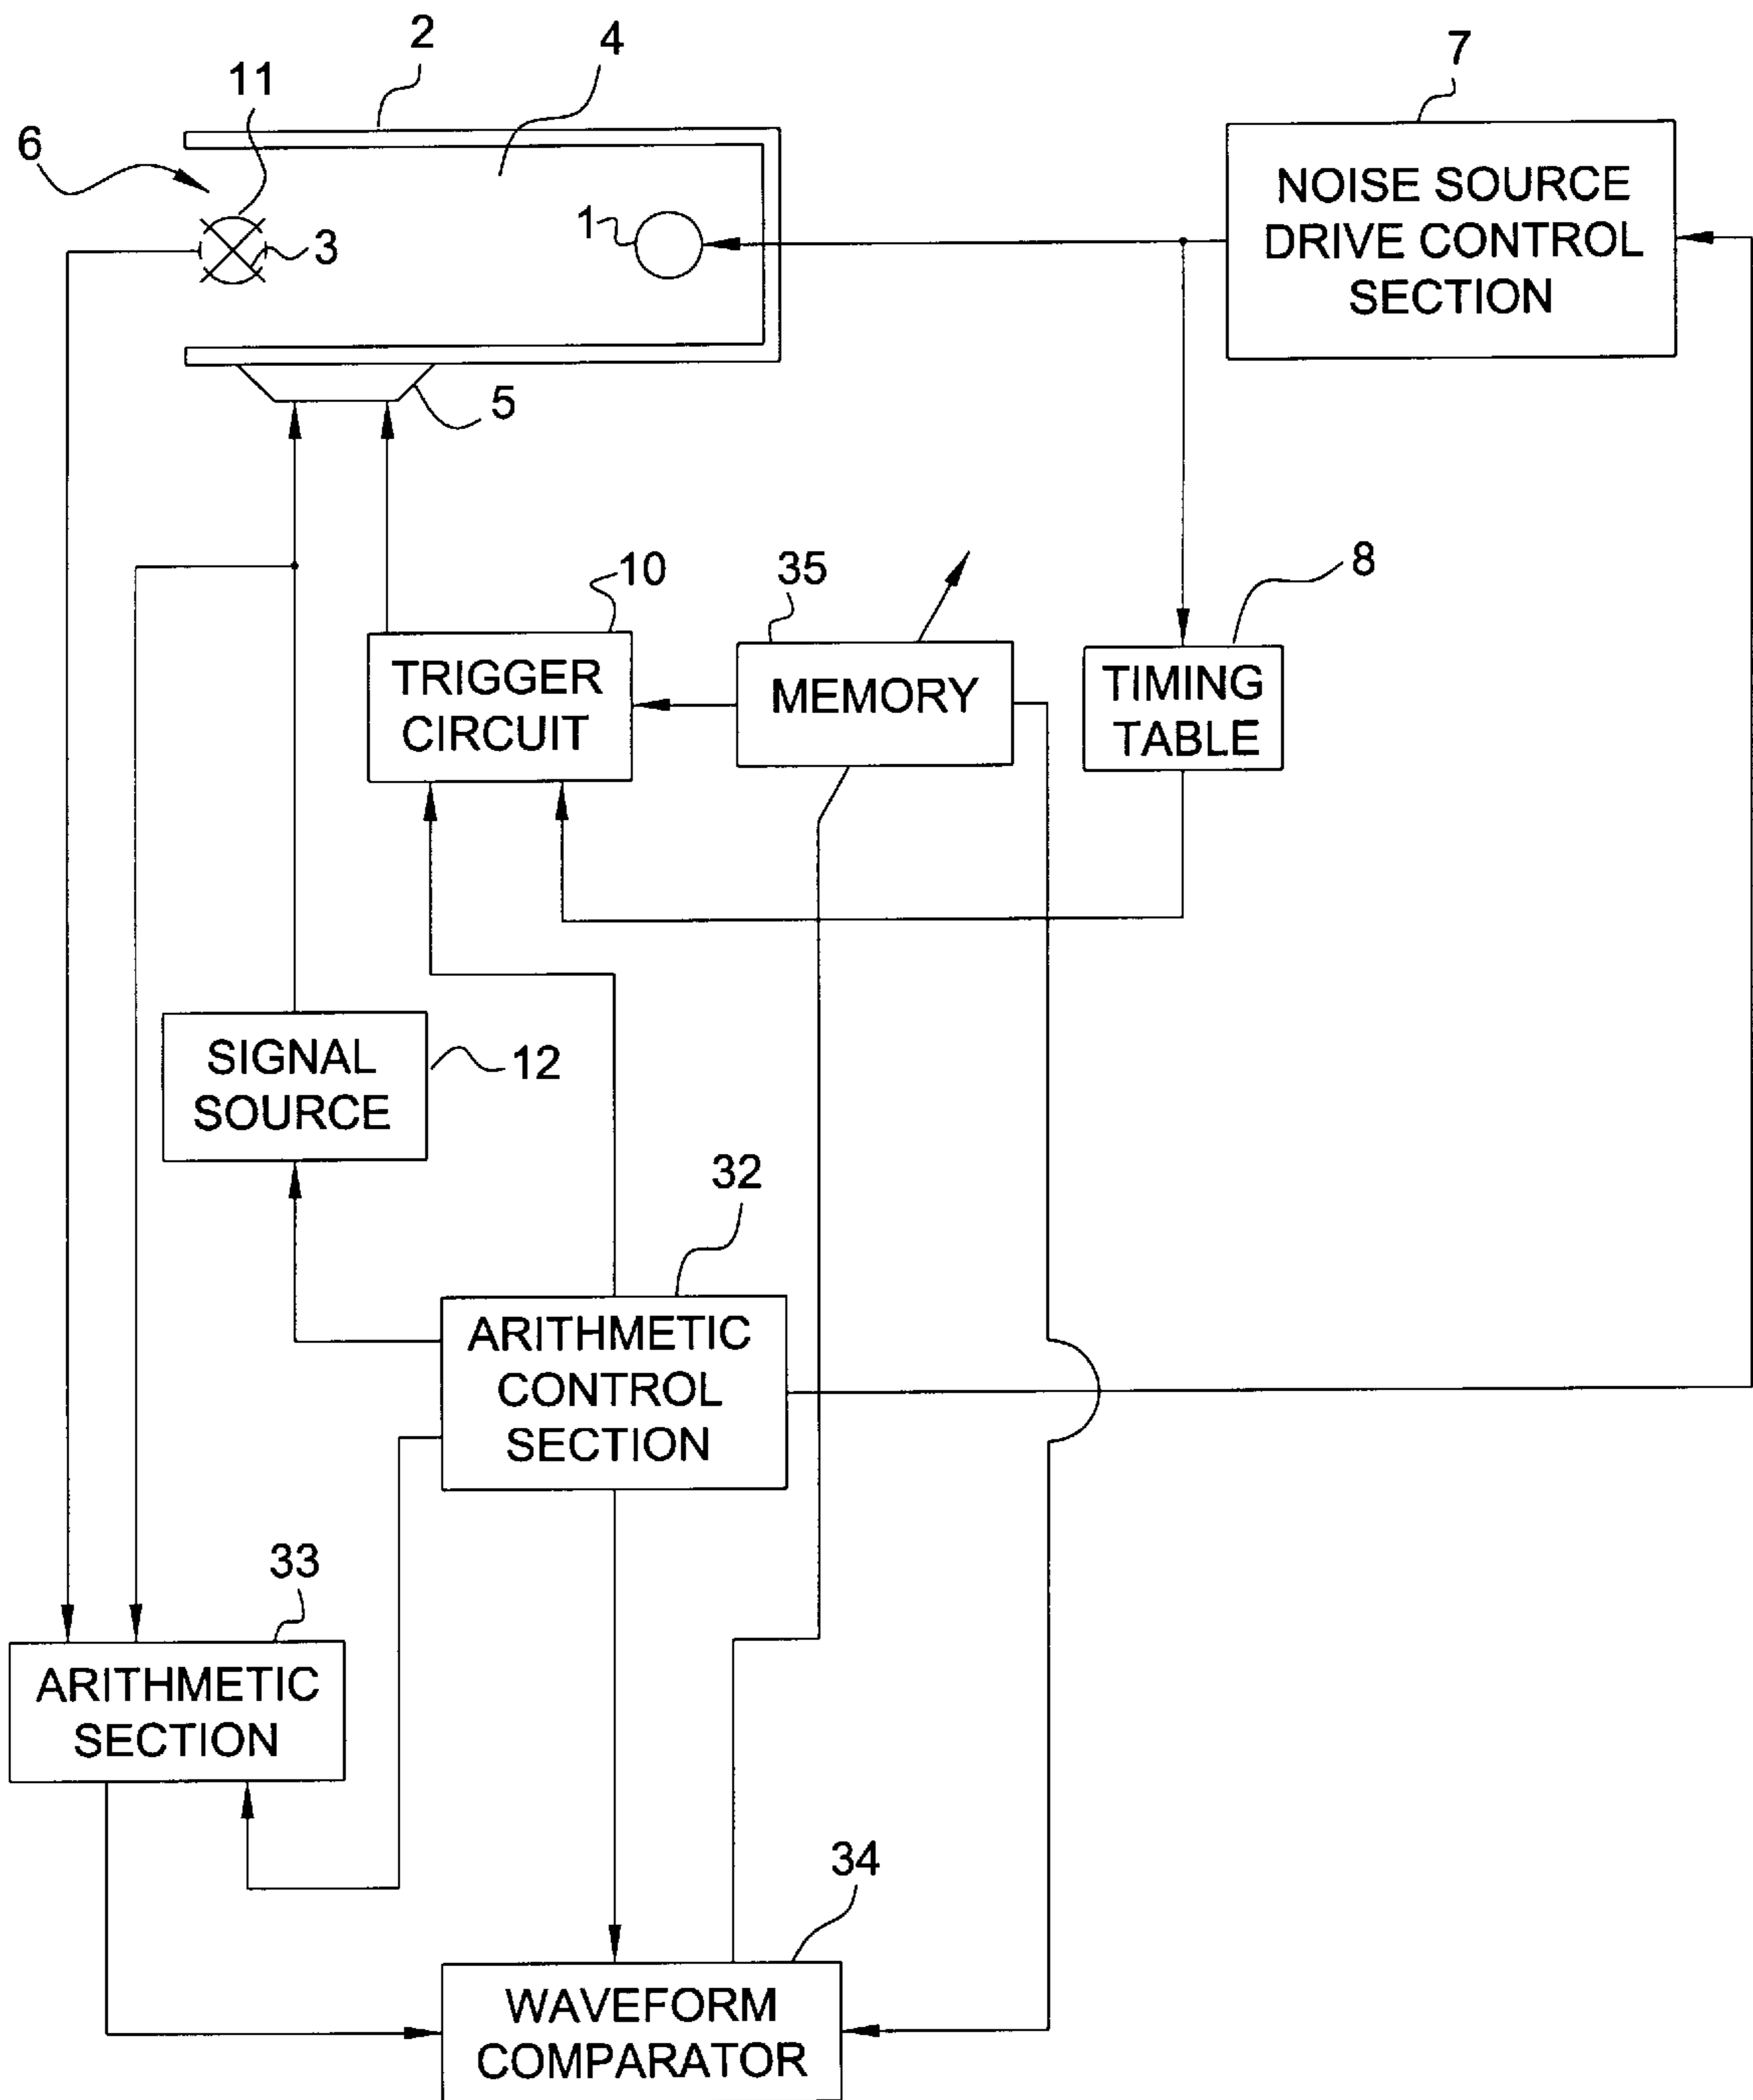 2
4
7
11
6
NOISE SOURCE
DRIVE CONTROL
SECTION
1
3
5
10
35
8
TRIGGER
CIRCUIT
MEMORY
TIMING
TABLE
SIGNAL
SOURCE
12
32
ARITHMETIC
CONTROL
SECTION
33
ARITHMETIC
SECTION
34
WAVEFORM
COMPARATOR